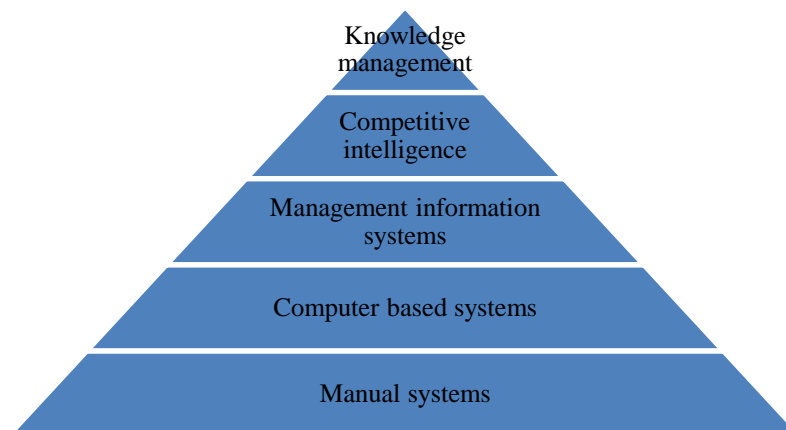 Knowledge
management
Competitive
intelligence
Management information
systems
Computer based systems
Manual systems